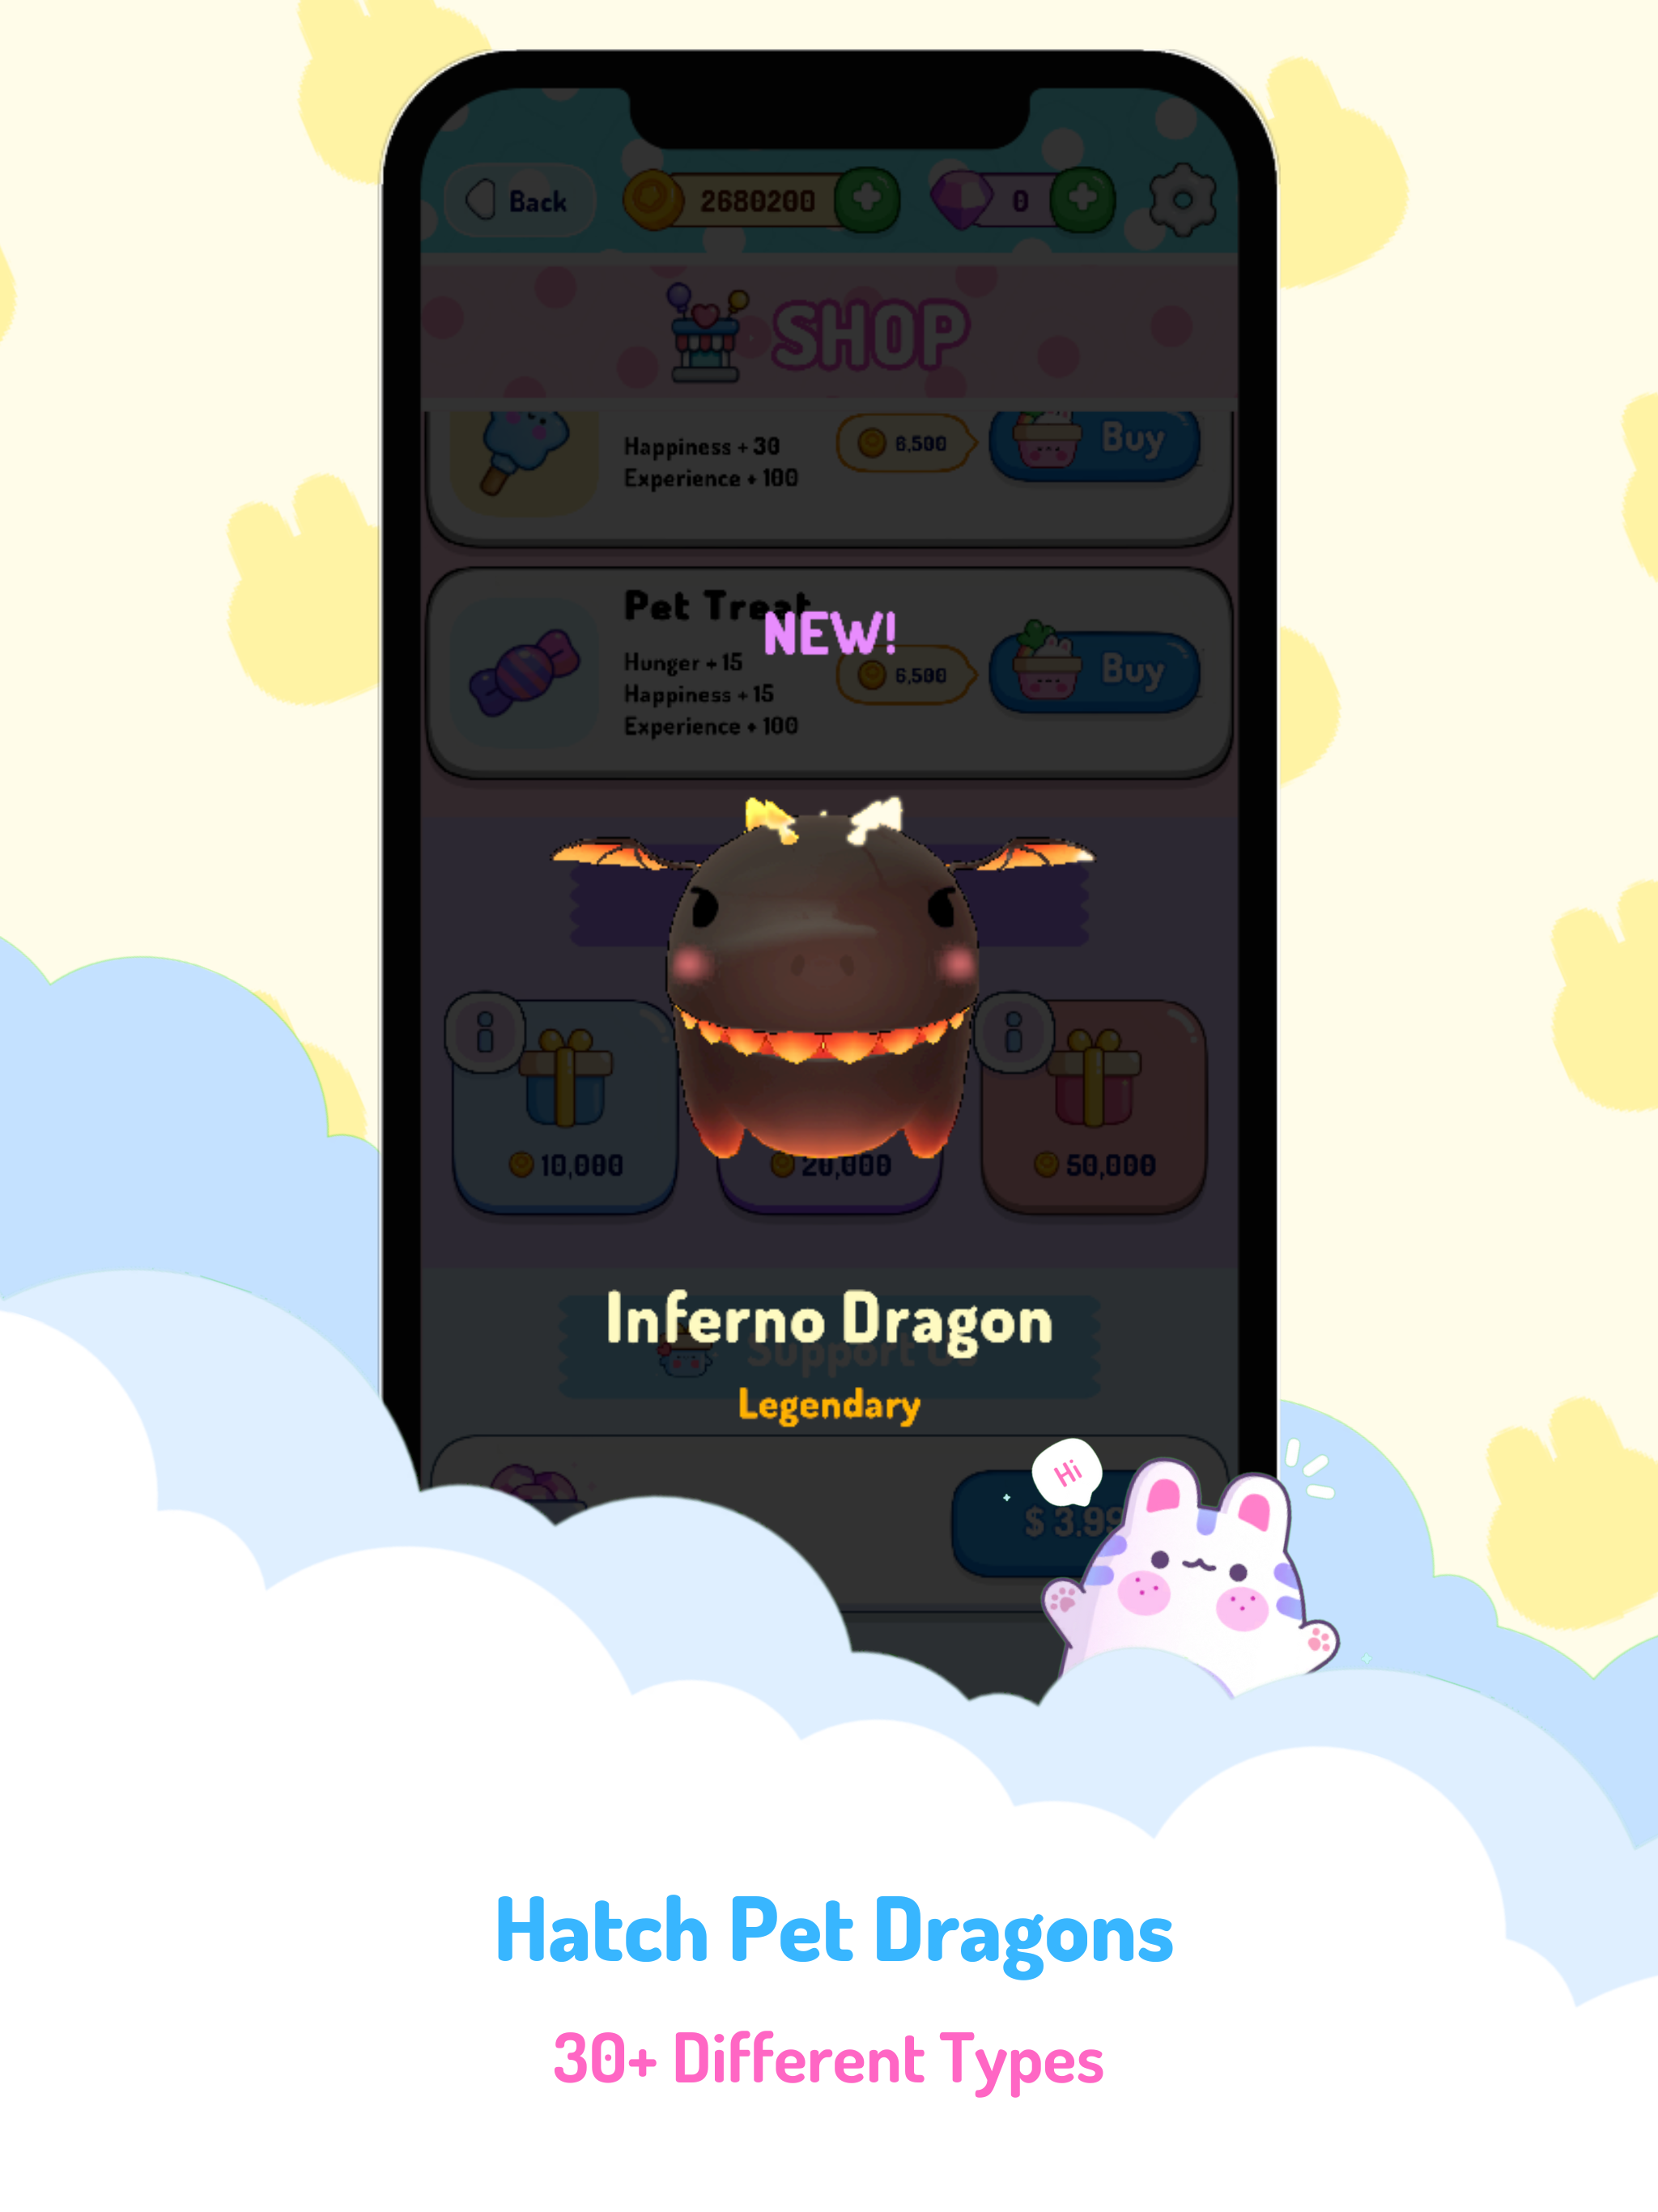 Back
2680200
0
SHOP
Happiness + 30
Experience + 100
6,500
Buy
Pet Treat
NEW!
Hunger + 15
Happiness + 15
Experience + 100
6,500
Buy
i
i
10,000
20,000
50,000
Inferno Dragon
Support
Legendary
Hi
$ 3.99
Hatch Pet Dragons
30+ Different Types